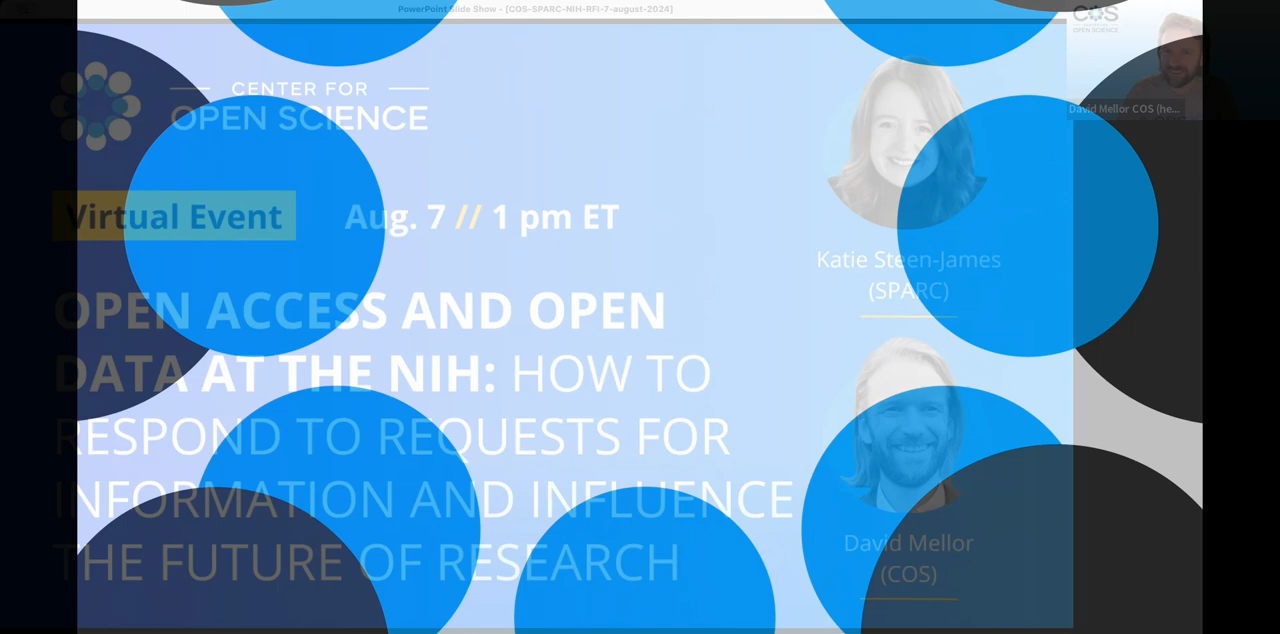 PowerPoint Slide Show - [COS-SPARC-NIH-RFI-7-august-2024]
COS
OPEN SCIENCE
David Mellor COS (he...
CENTER FOR
OPEN SCIENCE
Virtual Event
Aug. 7 // 1 pm ET
OPEN ACCESS AND OPEN
DATA AT THE NIH: HOW TO
RESPOND TO REQUESTS FOR
INFORMATION AND INFLUENCE
THE FUTURE OF RESEARCH
Katie Steen-James
(SPARC)
David Mellor
(COS)